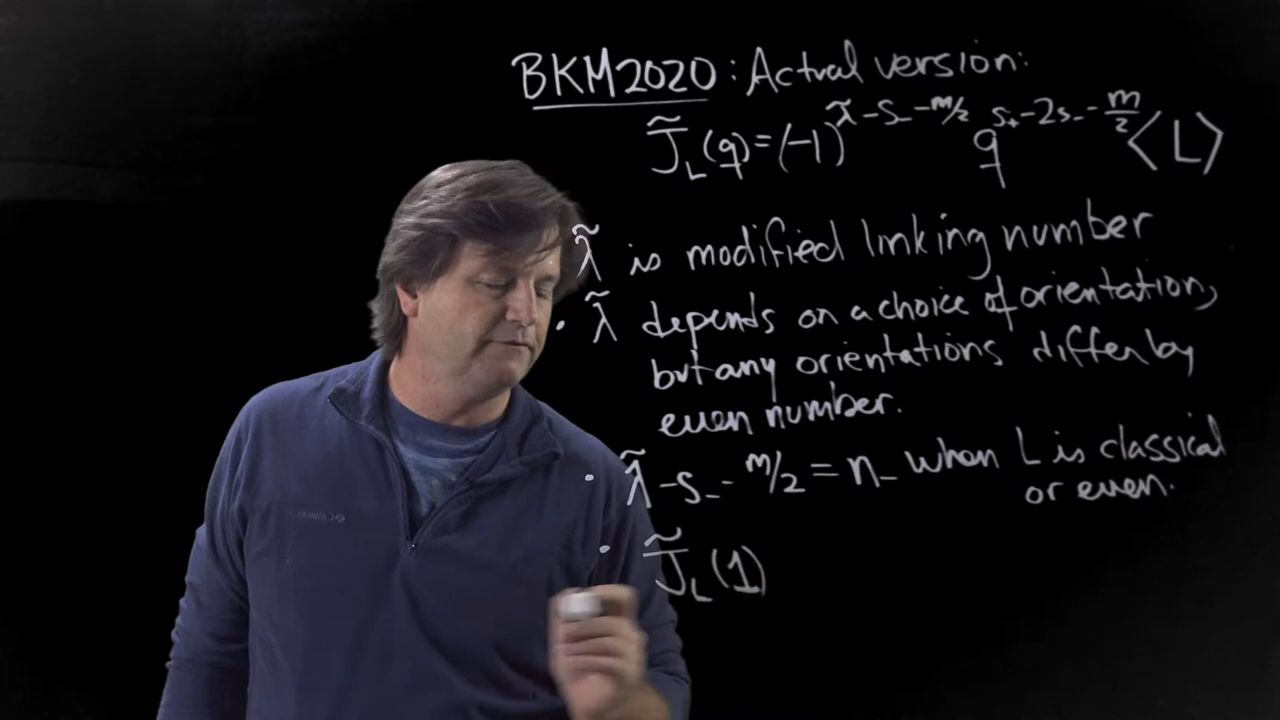 BKM2020: Actual version:
J̃_L(q) = (-1)^{λ̃ - s_- - m/2} q^{s_+ - 2s_- - m/2} <L>
λ̃ is modified linking number
· λ̃ depends on a choice of orientation,
but any orientations differ by
even number.
· λ̃ - s_- - m/2 = n_- when L is classical
or even.
· J̃_L(1)